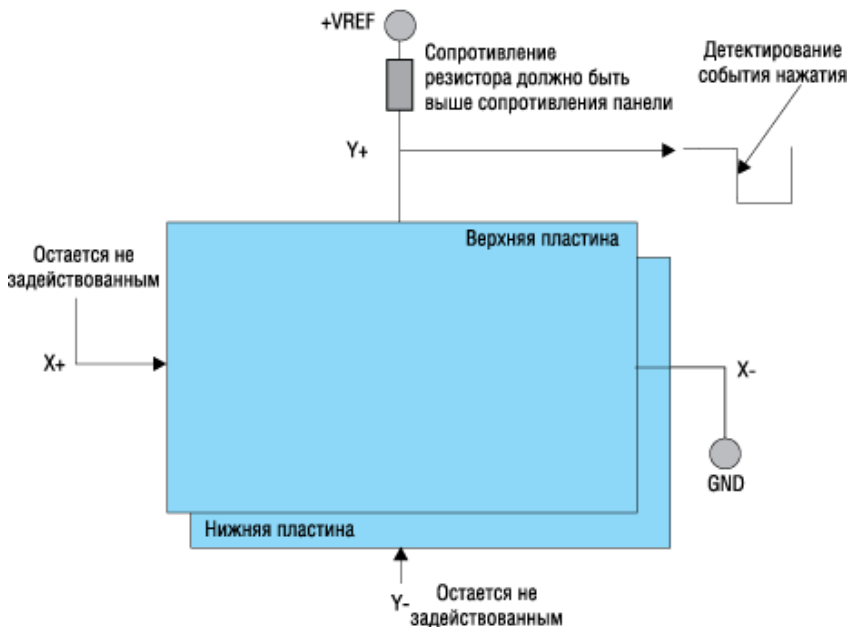 +VREF
Сопротивление
резистора должно быть
выше сопротивления панели
Детектирование
события нажатия
Y+
Верхняя пластина
Остается не
задействованным
X+
X-
GND
Нижняя пластина
Y-
Остается не
задействованным